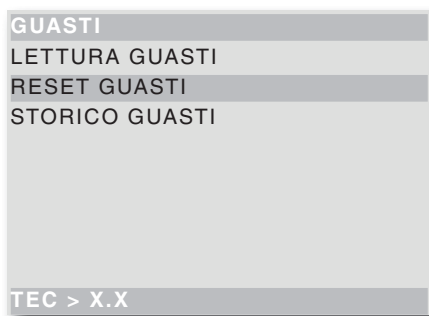 GUASTI
LETTURA GUASTI
RESET GUASTI
STORICO GUASTI
TEC > X.X